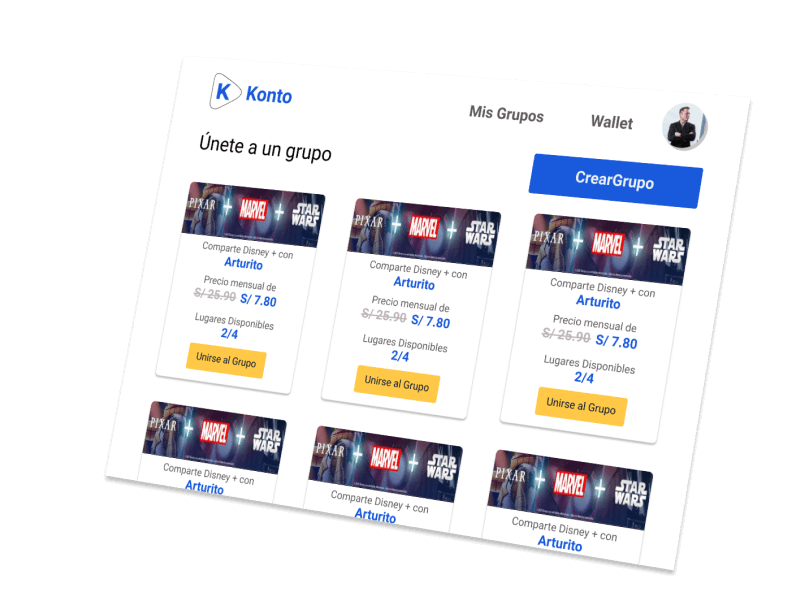 K Konto
Mis Grupos
Wallet
Únete a un grupo
CrearGrupo
PIXAR + MARVEL + STAR WARS
Comparte Disney + con
Arturito
Precio mensual de
S/ 25.90 S/ 7.80
Lugares Disponibles
2/4
Unirse al Grupo
PIXAR + MARVEL + STAR WARS
Comparte Disney + con
Arturito
Precio mensual de
S/ 25.90 S/ 7.80
Lugares Disponibles
2/4
Unirse al Grupo
PIXAR + MARVEL + STAR WARS
Comparte Disney + con
Arturito
Precio mensual de
S/ 25.90 S/ 7.80
Lugares Disponibles
2/4
Unirse al Grupo
PIXAR + MARVEL + STAR WARS
Comparte Disney + con
Arturito
PIXAR + MARVEL + STAR WARS
Comparte Disney + con
Arturito
PIXAR + MARVEL + STAR WARS
Comparte Disney + con
Arturito